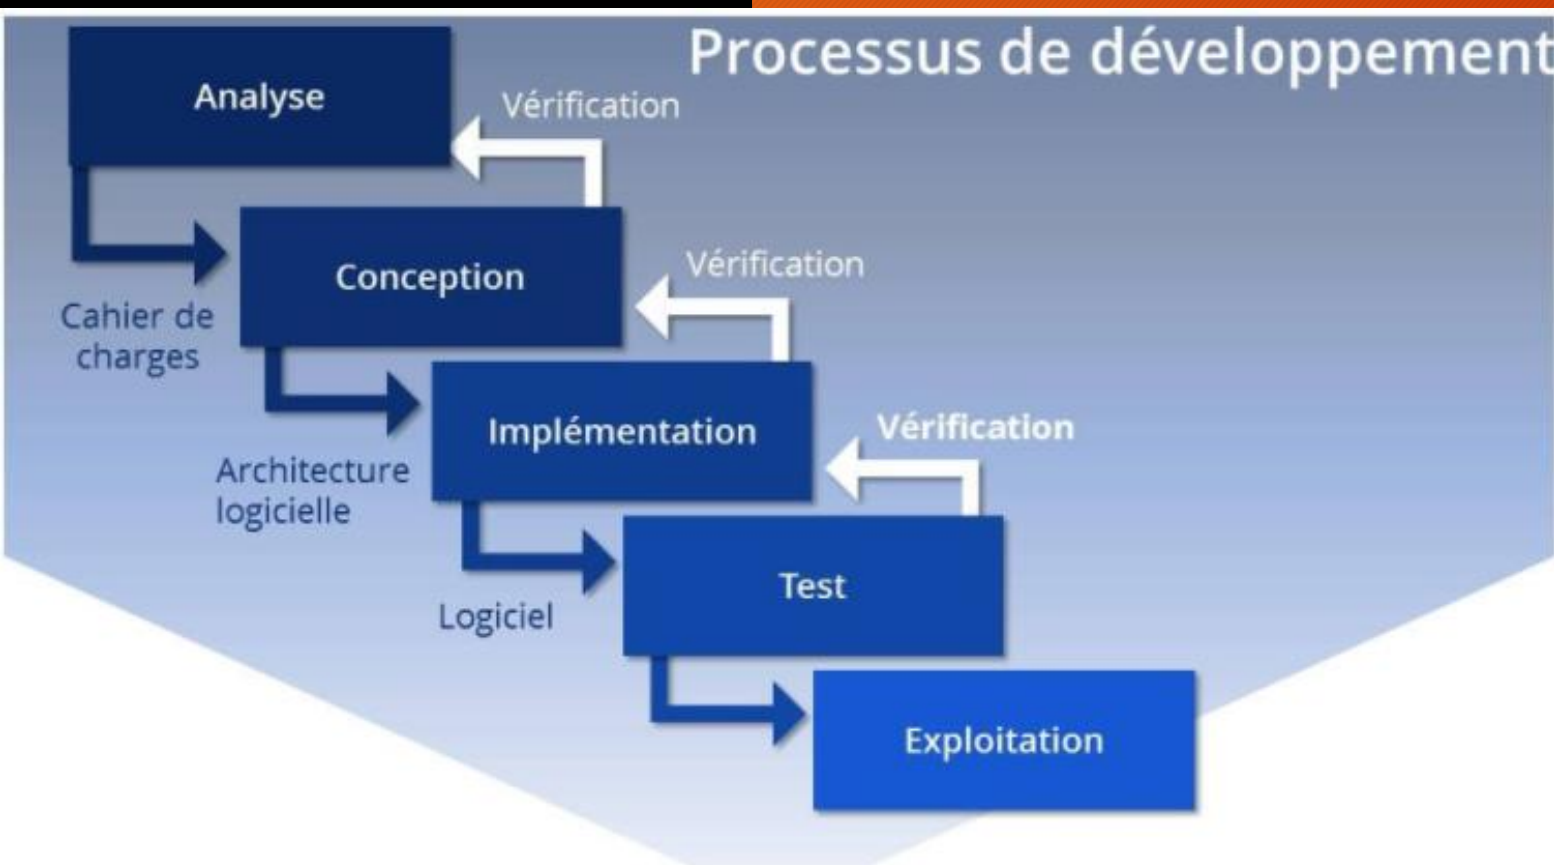 Processus de développement
Analyse
Vérification
Cahier de
charges
Conception
Vérification
Architecture
logicielle
Implémentation
Vérification
Logiciel
Test
Exploitation